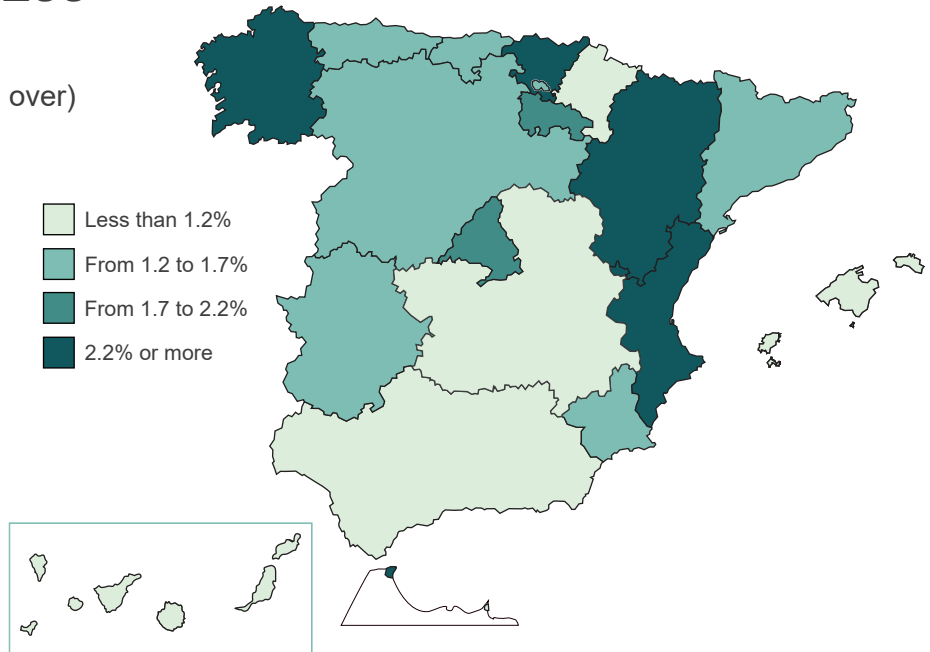 over)
Less than 1.2%
From 1.2 to 1.7%
From 1.7 to 2.2%
2.2% or more